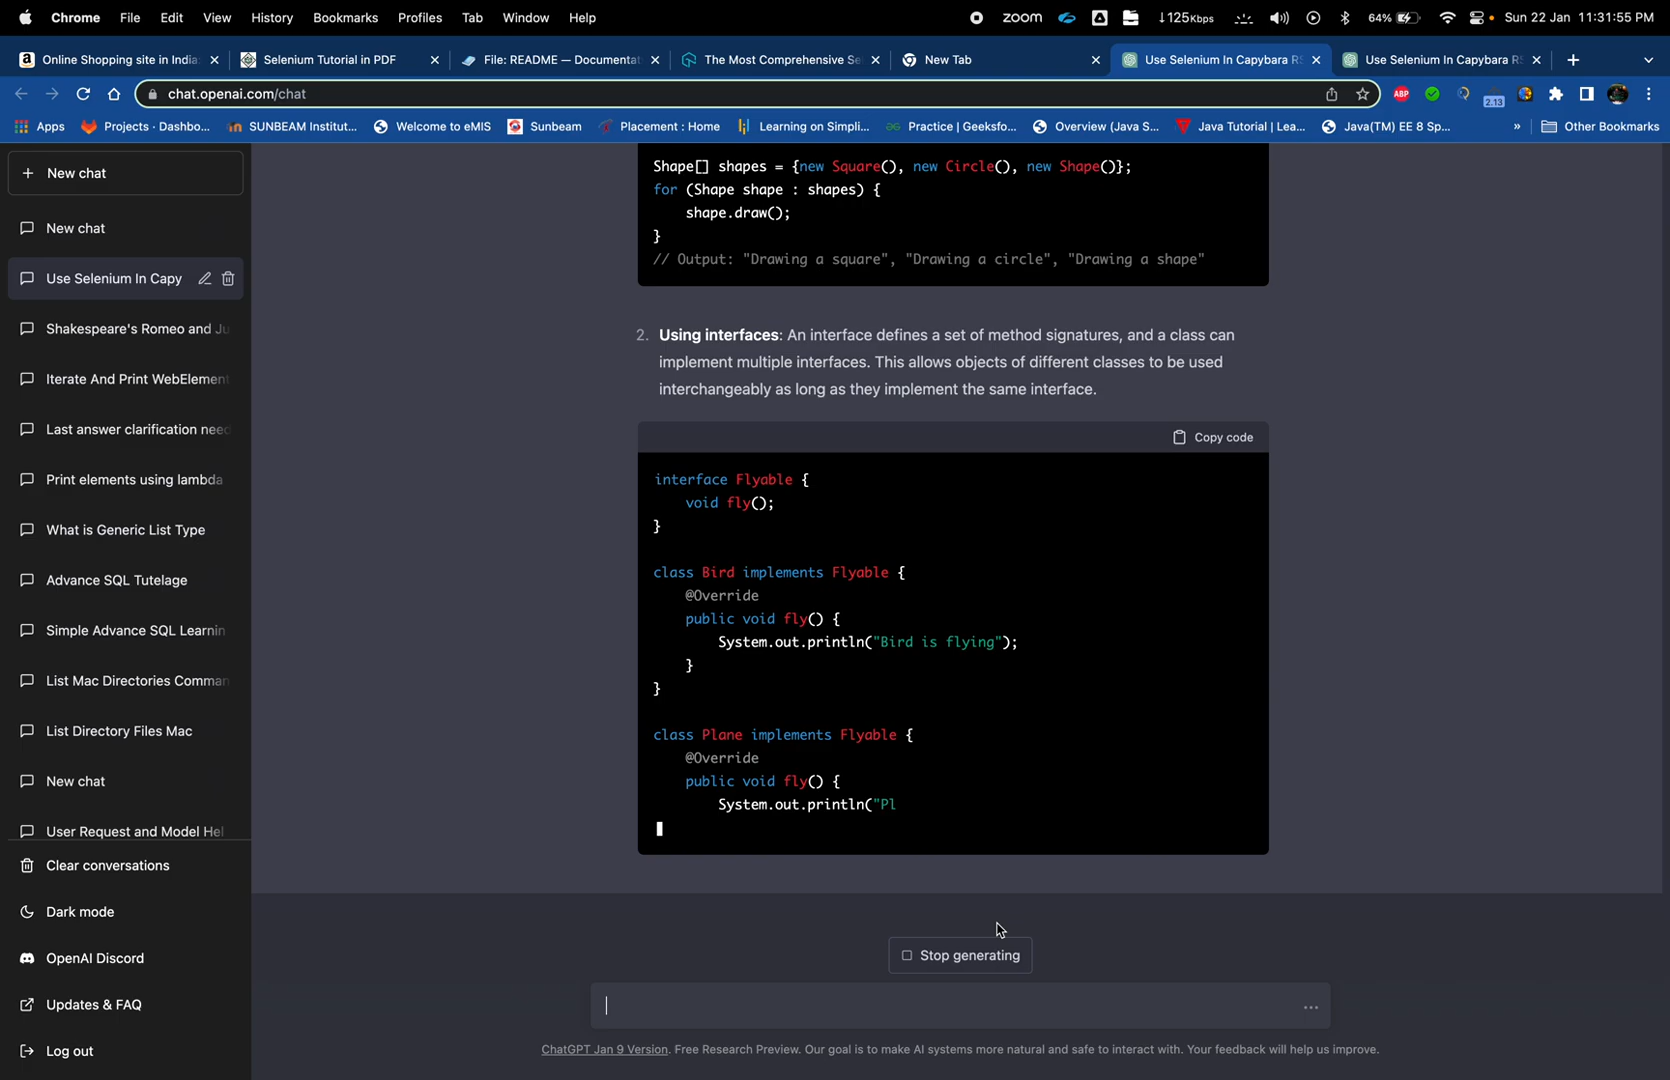 Chrome File Edit View History Bookmarks Profiles Tab Window Help zoom ↓125Kbps 64% Sun 22 Jan 11:31:55 PM
Online Shopping site in India: Selenium Tutorial in PDF File: README — Documentat The Most Comprehensive Se New Tab Use Selenium In Capybara RS Use Selenium In Capybara RS
chat.openai.com/chat ABP 2.13
Apps Projects · Dashbo... SUNBEAM Institut... Welcome to eMIS Sunbeam Placement : Home Learning on Simpli... Practice | Geeksfo... Overview (Java S... Java Tutorial | Lea... Java(TM) EE 8 Sp... » Other Bookmarks
+ New chat
New chat
Use Selenium In Capy
Shakespeare's Romeo and Ju
Iterate And Print WebElement
Last answer clarification need
Print elements using lambda
What is Generic List Type
Advance SQL Tutelage
Simple Advance SQL Learnin
List Mac Directories Comman
List Directory Files Mac
New chat
User Request and Model Hel
Clear conversations
Dark mode
OpenAI Discord
Updates & FAQ
Log out
Shape[] shapes = {new Square(), new Circle(), new Shape()};
for (Shape shape : shapes) {
shape.draw();
}
// Output: "Drawing a square", "Drawing a circle", "Drawing a shape"
2. Using interfaces: An interface defines a set of method signatures, and a class can
implement multiple interfaces. This allows objects of different classes to be used
interchangeably as long as they implement the same interface.
Copy code
interface Flyable {
void fly();
}
class Bird implements Flyable {
@Override
public void fly() {
System.out.println("Bird is flying");
}
}
class Plane implements Flyable {
@Override
public void fly() {
System.out.println("Pl
Stop generating
...
ChatGPT Jan 9 Version. Free Research Preview. Our goal is to make AI systems more natural and safe to interact with. Your feedback will help us improve.